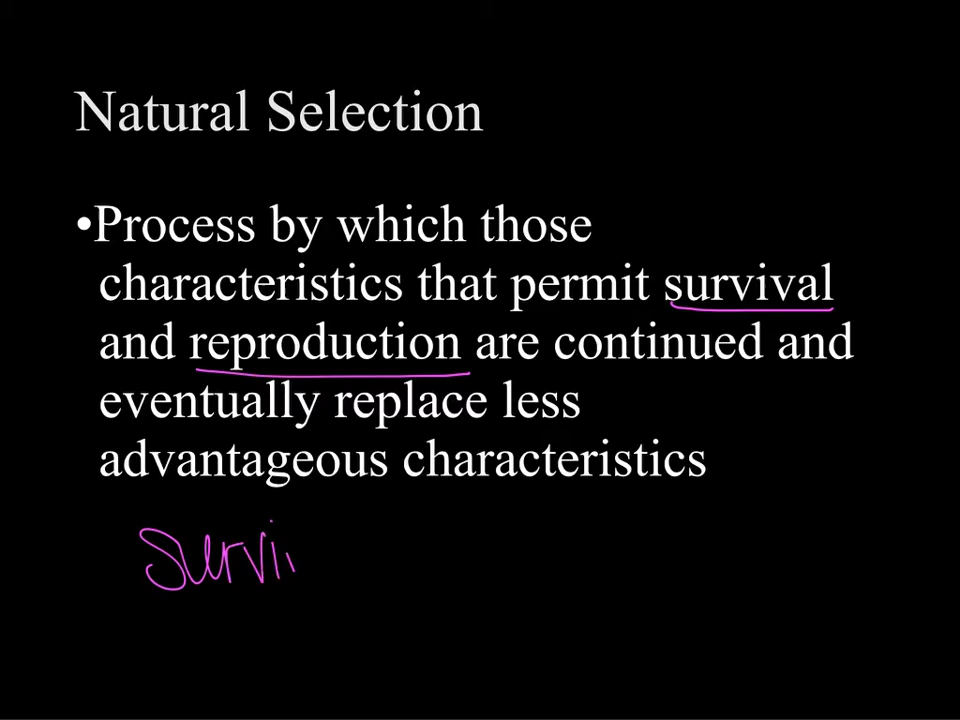 Natural Selection
•Process by which those
characteristics that permit survival
and reproduction are continued and
eventually replace less
advantageous characteristics
Survi